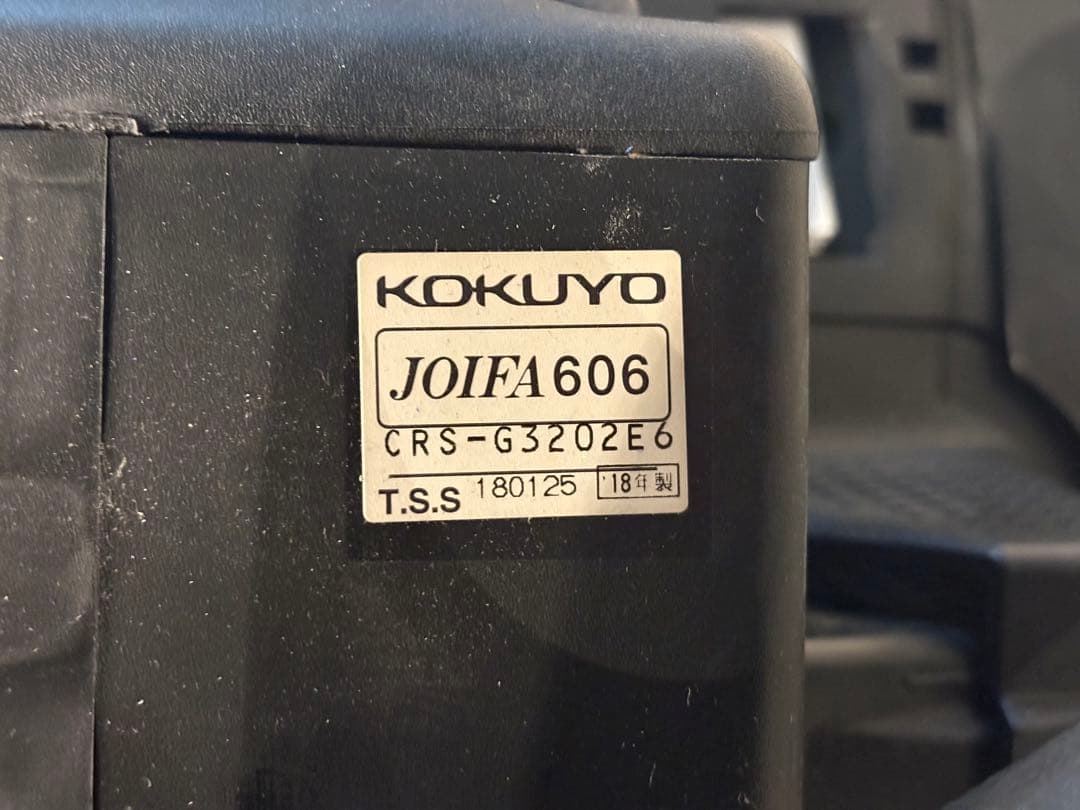 KOKUYO
JOIFA606
CRS-G3202E6
T.S.S 180125 '18年製